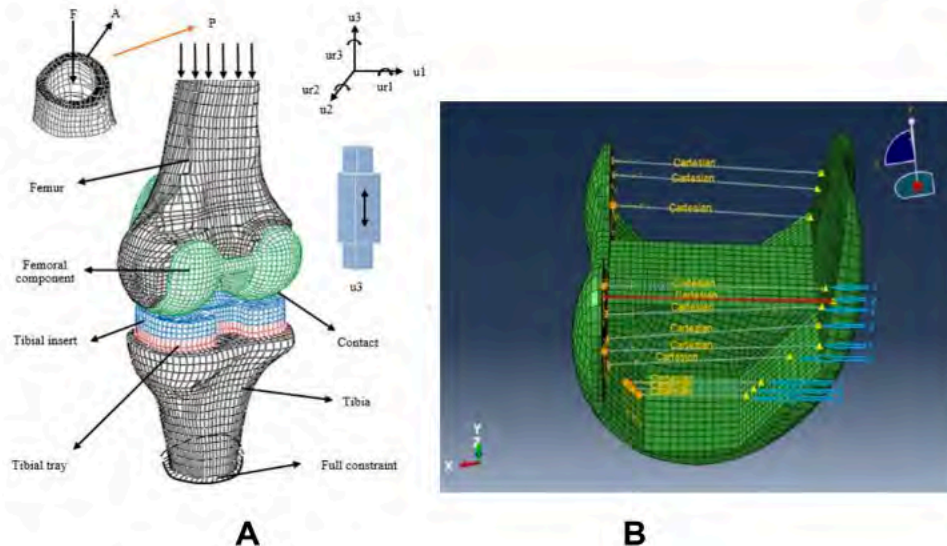 F
A
P
u3
ur3
ur2
u2
ur1
u1
Femur
Femoral
component
Tibial insert
Tibial tray
Contact
Tibia
Full constraint
u3
Cartesian
Cartesian
Cartesian
Cartesian
Cartesian
Cartesian
Cartesian
Cartesian
Cartesian
Y
Z
X
A
B